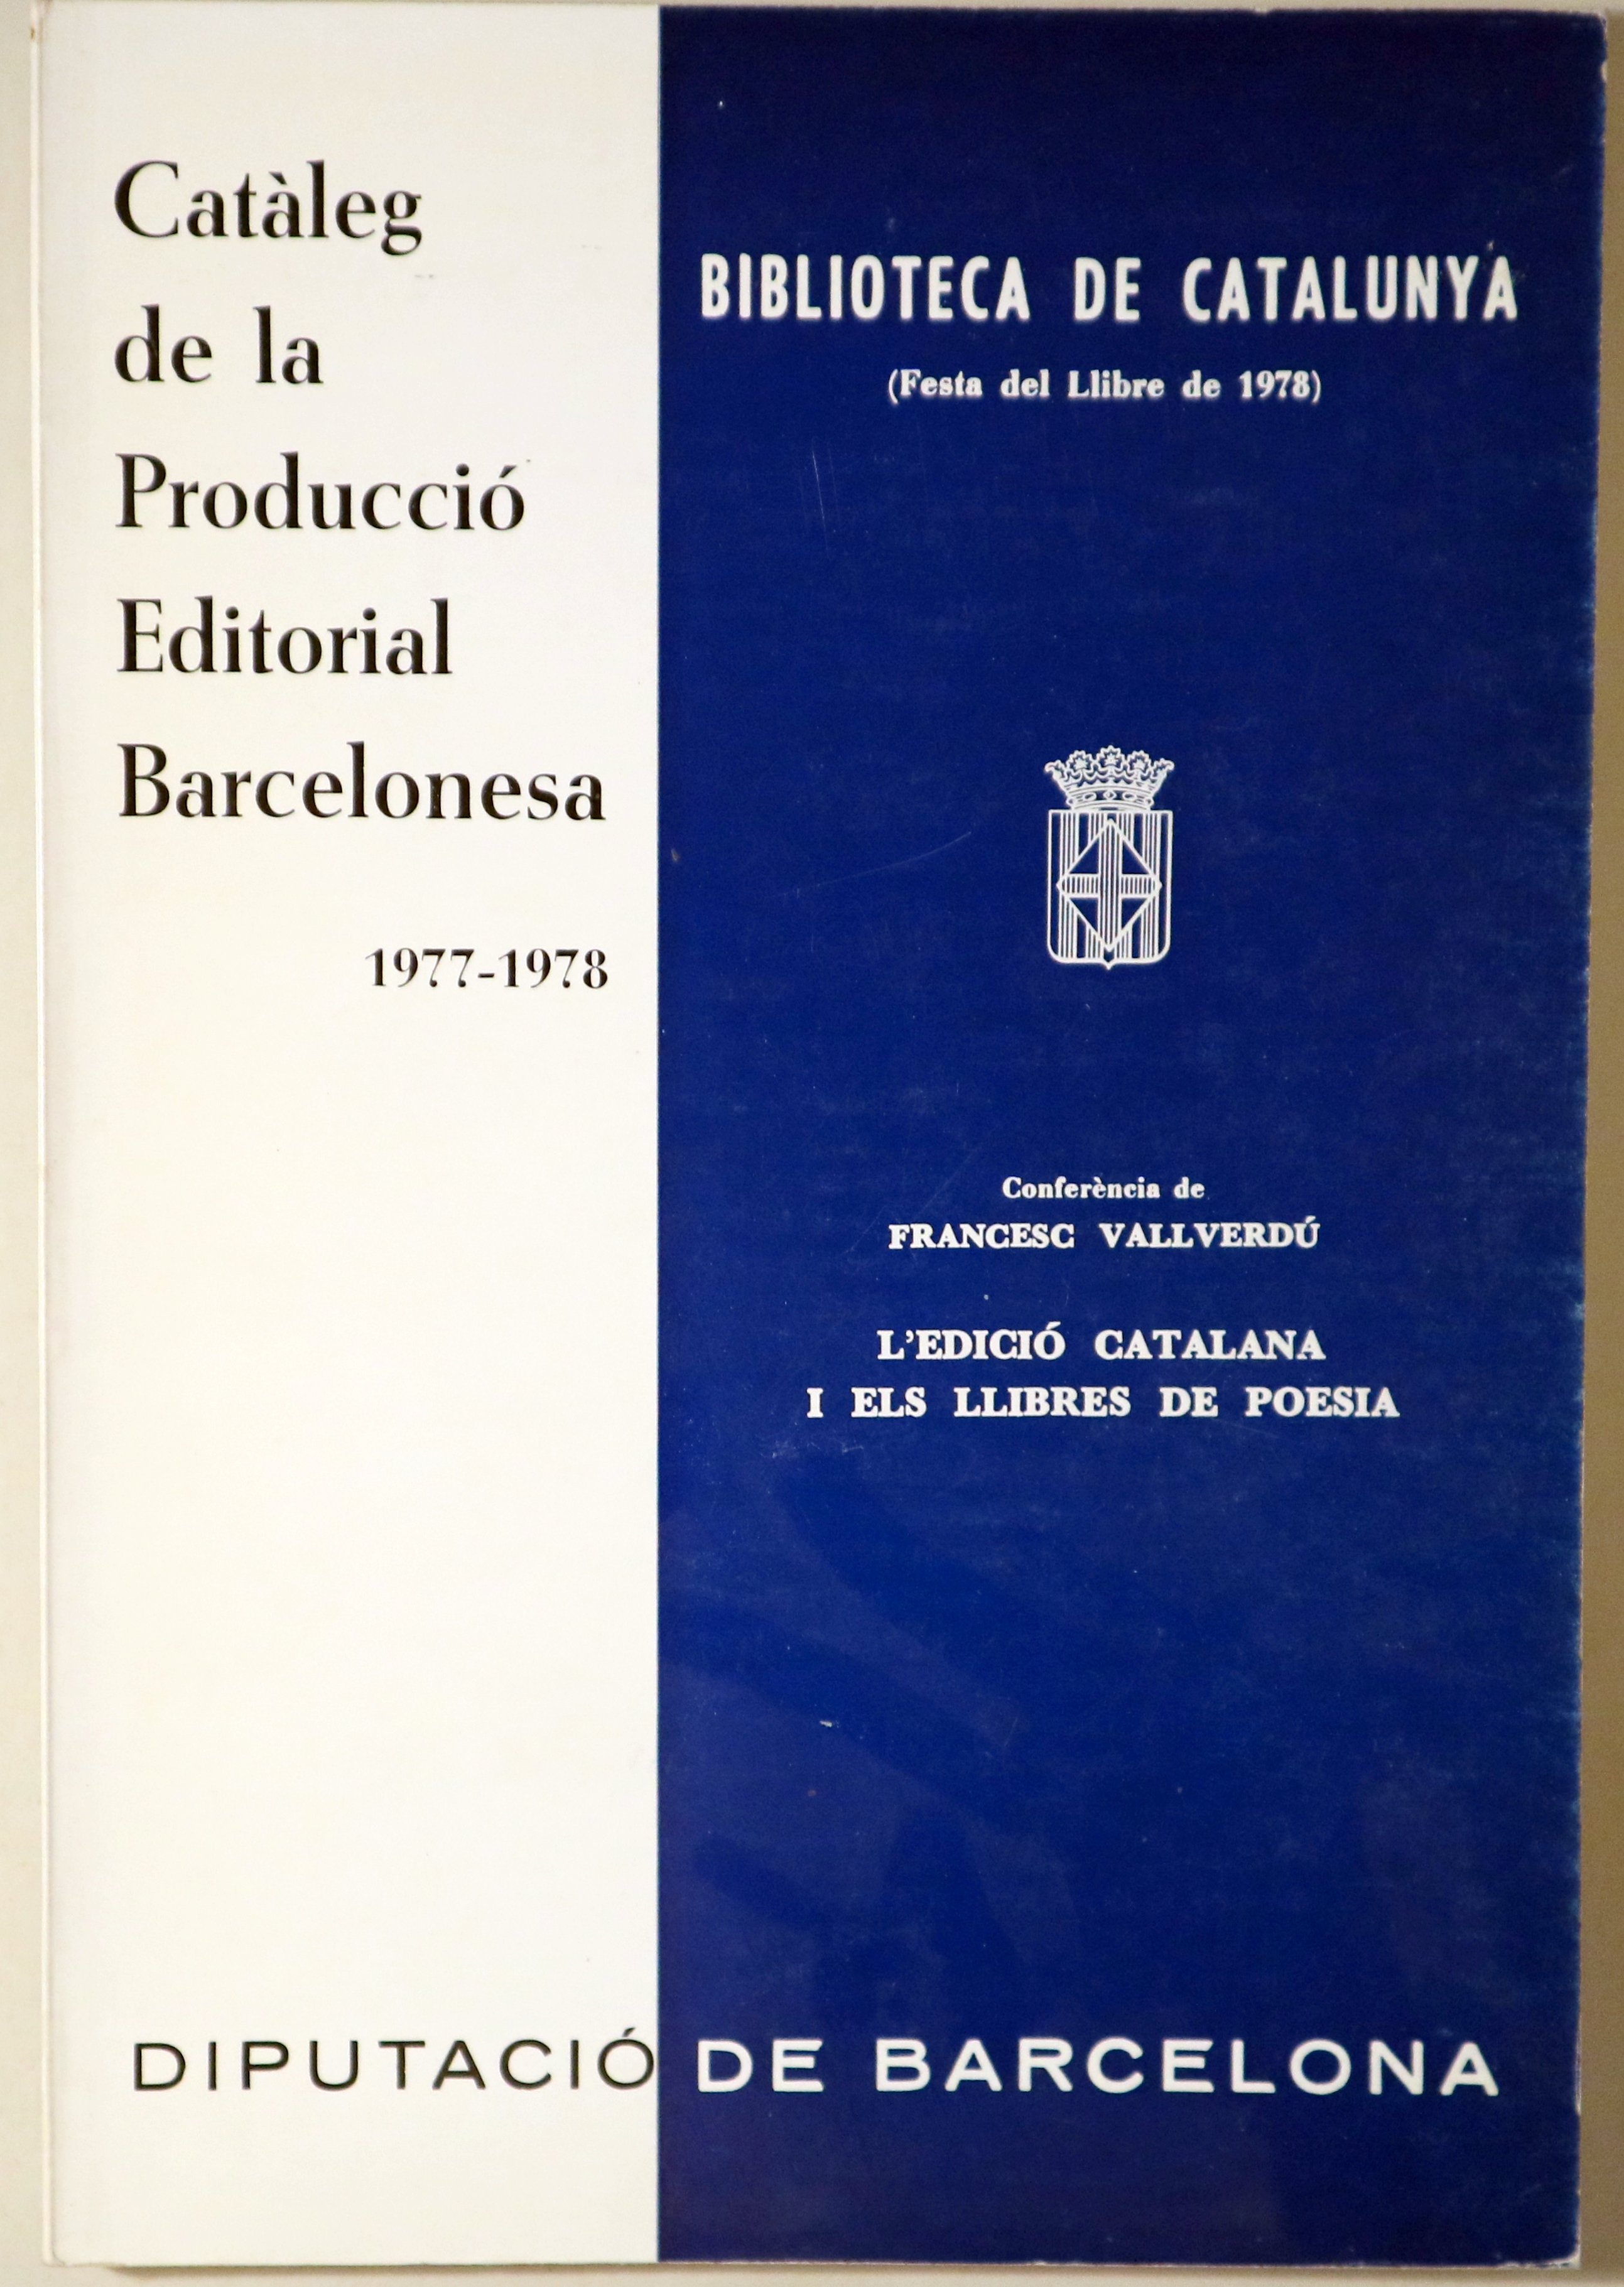 Catàleg
de la
Producció
Editorial
Barcelonesa
1977-1978
BIBLIOTECA DE CATALUNYA
(Festa del Llibre de 1978)
Conferència de
FRANCESC VALLVERDÚ
L'EDICIÓ CATALANA
I ELS LLIBRES DE POESIA
DIPUTACIÓ DE BARCELONA